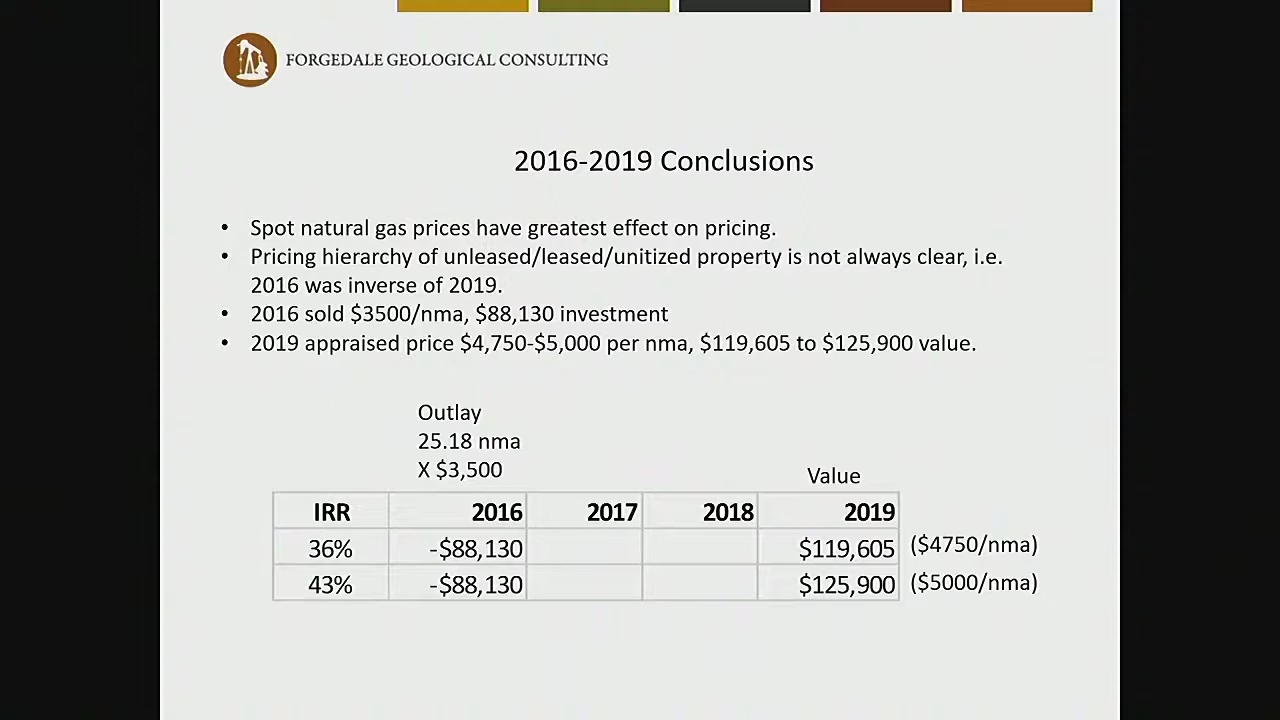 FORGEDALE GEOLOGICAL CONSULTING
2016-2019 Conclusions
• Spot natural gas prices have greatest effect on pricing.
• Pricing hierarchy of unleased/leased/unitized property is not always clear, i.e.
2016 was inverse of 2019.
• 2016 sold $3500/nma, $88,130 investment
• 2019 appraised price $4,750-$5,000 per nma, $119,605 to $125,900 value.
Outlay
25.18 nma
X $3,500
Value
IRR 2016 2017 2018 2019
36% -$88,130 $119,605 ($4750/nma)
43% -$88,130 $125,900 ($5000/nma)